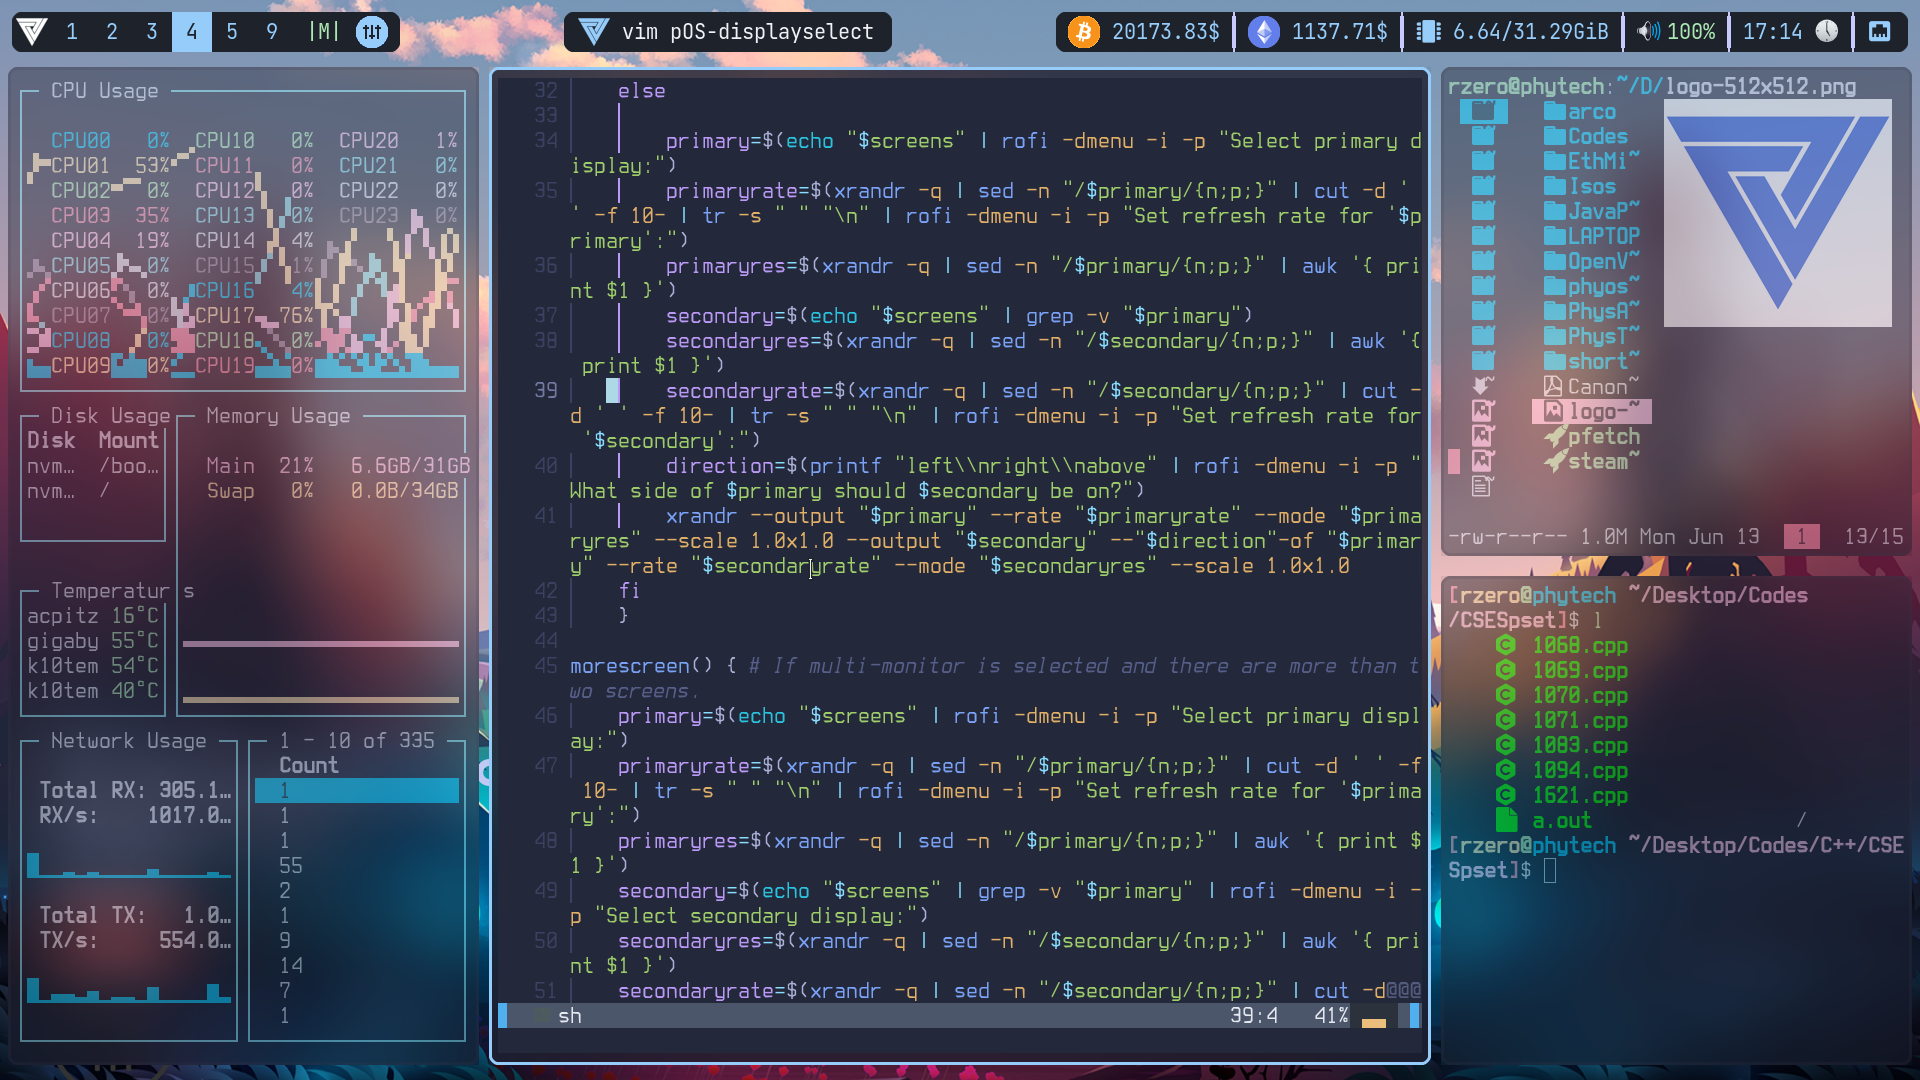 1 2 3 4 5 9 |M|
vim pOS-displayselect
20173.83$ 1137.71$ 6.64/31.29GiB 100% 17:14
CPU Usage
CPU00 0% CPU10 0% CPU20 1%
CPU01 53% CPU11 0% CPU21 0%
CPU02 0% CPU12 0% CPU22 0%
CPU03 35% CPU13 0% CPU23 0%
CPU04 19% CPU14 4%
CPU05 0% CPU15 1%
CPU06 0% CPU16 4%
CPU07 0% CPU17 76%
CPU08 0% CPU18 0%
CPU09 0% CPU19 0%
Disk Usage
Disk Mount
nvm… /boo…
nvm… /
Memory Usage
Main 21% 6.6GB/31GB
Swap 0% 0.0B/34GB
Temperatur s
acpitz 16°C
gigaby 55°C
k10tem 54°C
k10tem 40°C
Network Usage
Total RX: 305.1…
RX/s: 1017.0…
Total TX: 1.0…
TX/s: 554.0…
1 - 10 of 335
Count
1
1
1
55
2
1
9
14
7
1
32 else
33
34 primary=$(echo "$screens" | rofi -dmenu -i -p "Select primary d
isplay:")
35 primaryrate=$(xrandr -q | sed -n "/$primary/{n;p;}" | cut -d '
' -f 10- | tr -s " " "\n" | rofi -dmenu -i -p "Set refresh rate for '$p
rimary':")
36 primaryres=$(xrandr -q | sed -n "/$primary/{n;p;}" | awk '{ pri
nt $1 }')
37 secondary=$(echo "$screens" | grep -v "$primary")
38 secondaryres=$(xrandr -q | sed -n "/$secondary/{n;p;}" | awk '{
print $1 }')
39 secondaryrate=$(xrandr -q | sed -n "/$secondary/{n;p;}" | cut -
d ' ' -f 10- | tr -s " " "\n" | rofi -dmenu -i -p "Set refresh rate for
'$secondary':")
40 direction=$(printf "left\\nright\\nabove" | rofi -dmenu -i -p "
What side of $primary should $secondary be on?")
41 xrandr --output "$primary" --rate "$primaryrate" --mode "$prima
ryres" --scale 1.0x1.0 --output "$secondary" --"$direction"-of "$primar
y" --rate "$secondaryrate" --mode "$secondaryres" --scale 1.0x1.0
42 fi
43 }
44
45 morescreen() { # If multi-monitor is selected and there are more than t
wo screens.
46 primary=$(echo "$screens" | rofi -dmenu -i -p "Select primary displ
ay:")
47 primaryrate=$(xrandr -q | sed -n "/$primary/{n;p;}" | cut -d ' ' -f
10- | tr -s " " "\n" | rofi -dmenu -i -p "Set refresh rate for '$prima
ry':")
48 primaryres=$(xrandr -q | sed -n "/$primary/{n;p;}" | awk '{ print $
1 }')
49 secondary=$(echo "$screens" | grep -v "$primary" | rofi -dmenu -i -
p "Select secondary display:")
50 secondaryres=$(xrandr -q | sed -n "/$secondary/{n;p;}" | awk '{ pri
nt $1 }')
51 secondaryrate=$(xrandr -q | sed -n "/$secondary/{n;p;}" | cut -d@@@
sh 39:4 41%
rzero@phytech:~/D/logo-512x512.png
arco
Codes
EthMi~
Isos
JavaP~
LAPTOP
OpenV~
phyos~
PhysA~
PhysT~
short~
Canon~
logo-~
pfetch
steam~
-rw-r--r-- 1.0M Mon Jun 13 1 13/15
[rzero@phytech ~/Desktop/Codes
/CSESpset]$ l
1068.cpp
1069.cpp
1070.cpp
1071.cpp
1083.cpp
1094.cpp
1621.cpp
a.out /
[rzero@phytech ~/Desktop/Codes/C++/CSE
Spset]$